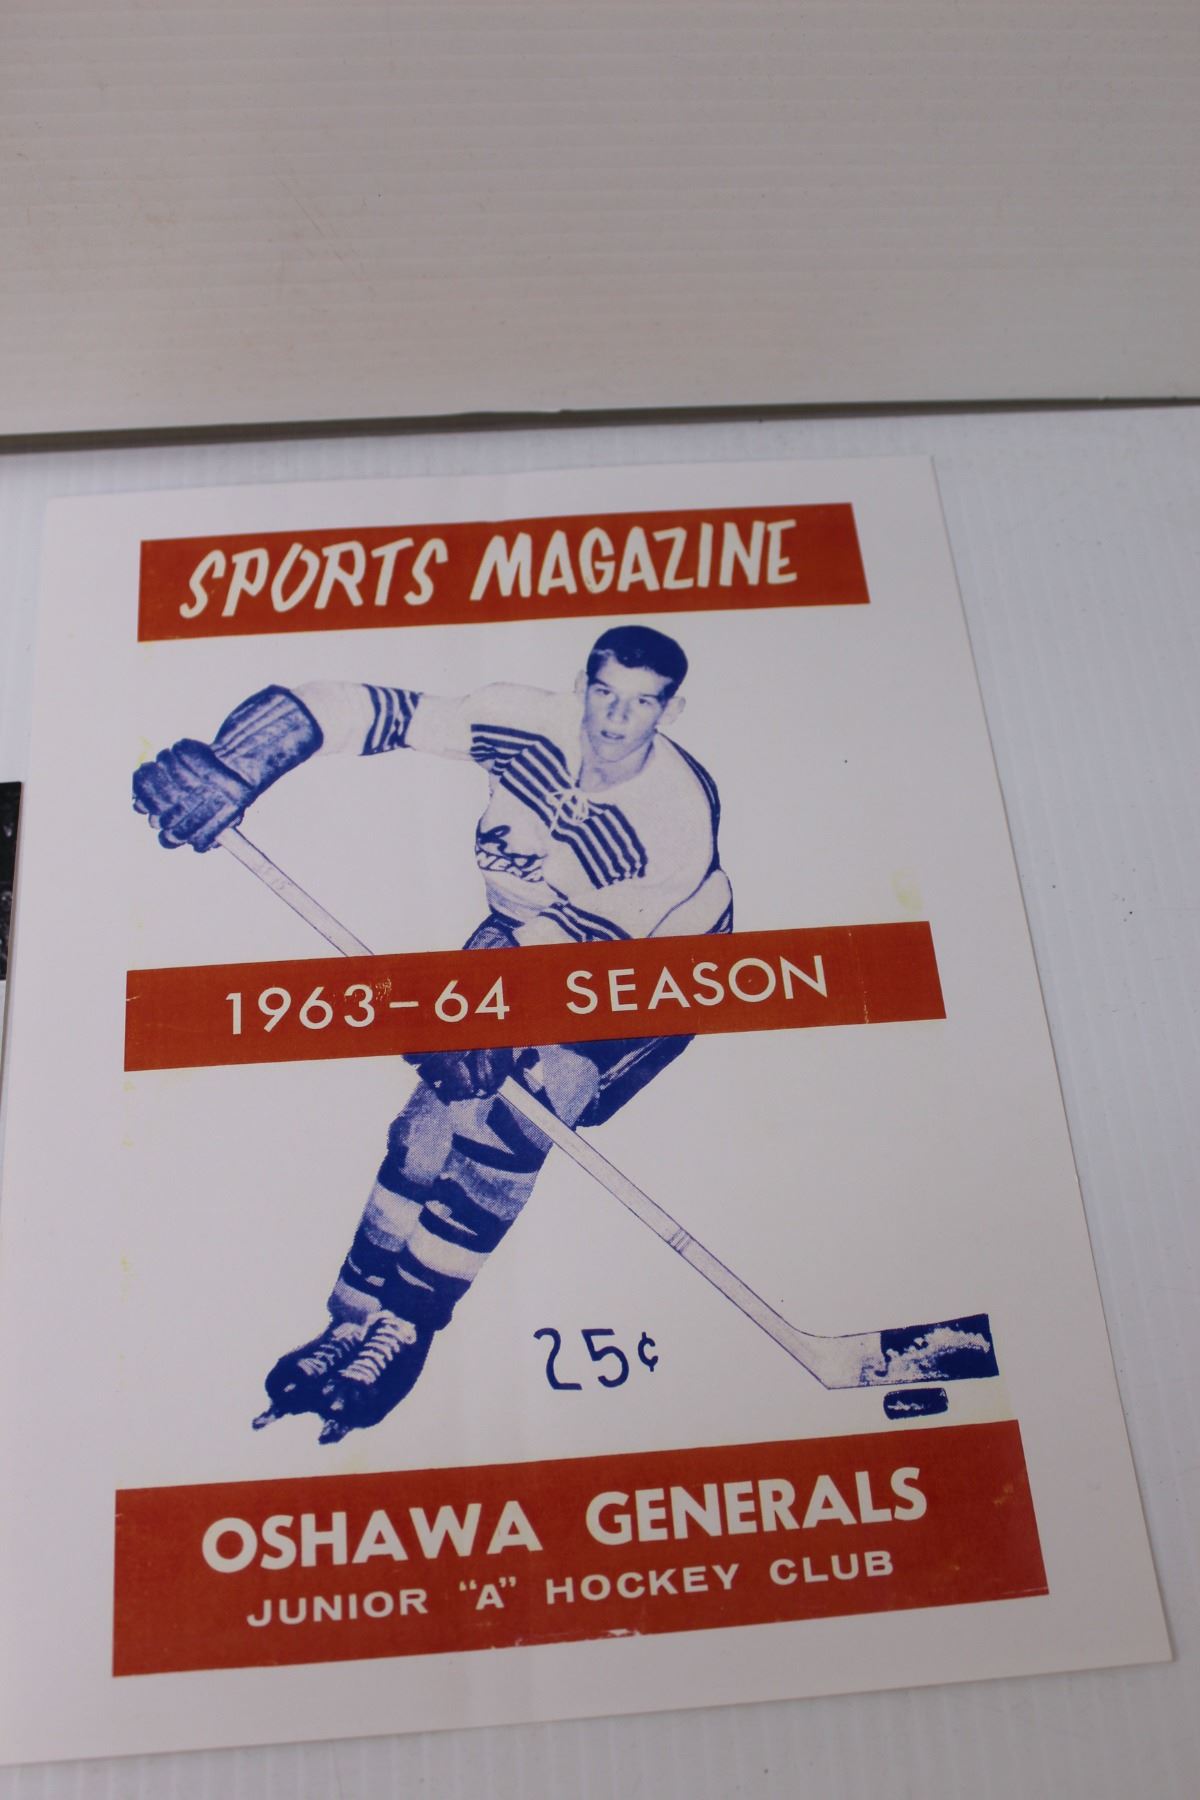 SPORTS MAGAZINE
1963-64 SEASON
25¢
OSHAWA GENERALS
JUNIOR "A" HOCKEY CLUB